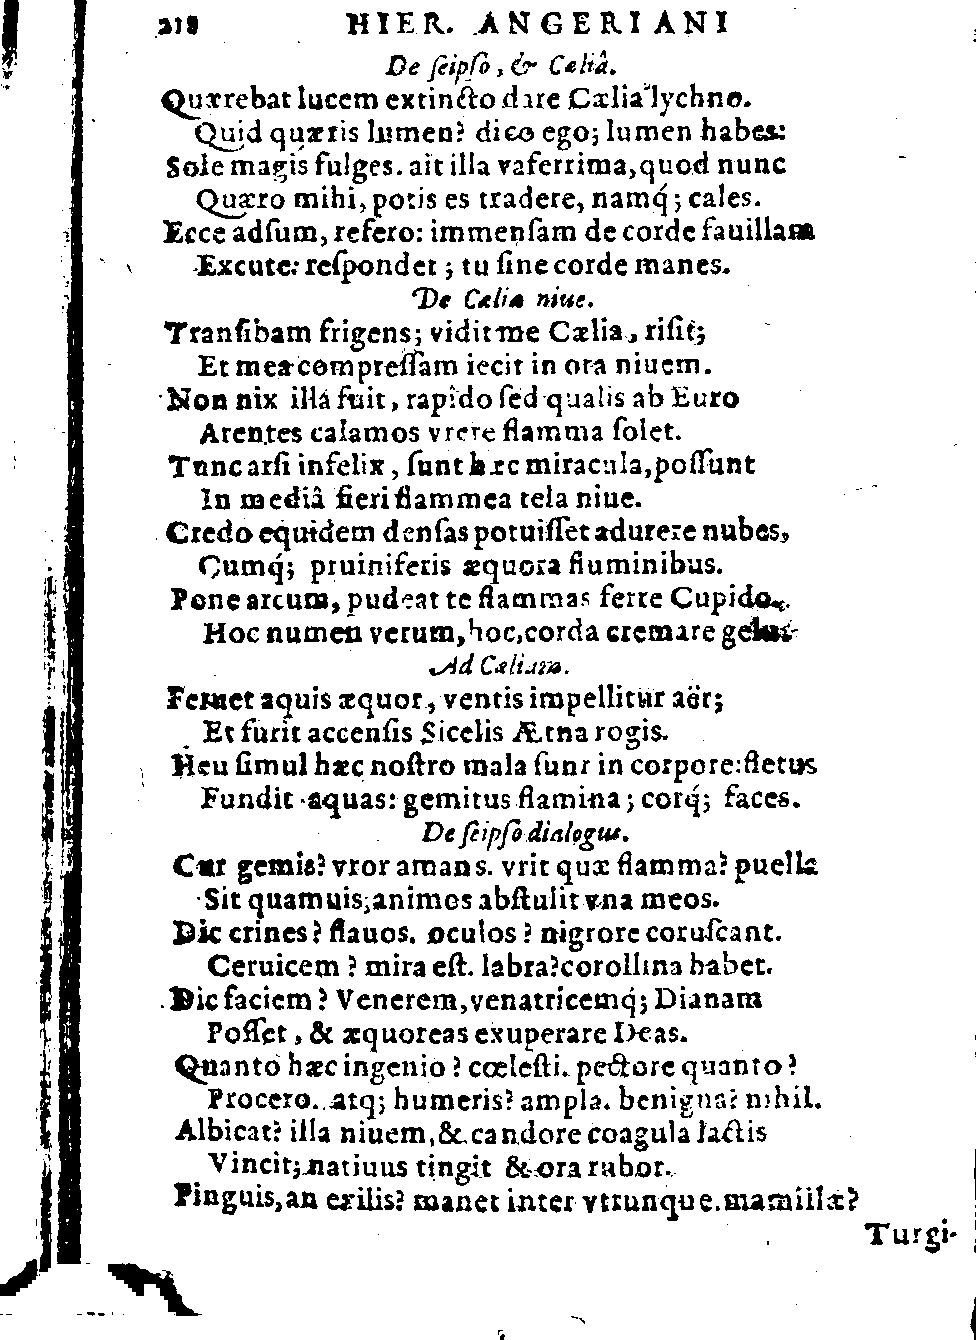 218 HIER. ANGERIANI
De ſeipſo, & Cæliâ.
Quærebat lucem extincto dare Cælia lychno.
Quid quæris lumen? dico ego; lumen habes:
Sole magis fulges. ait illa vaferrima, quod nunc
Quæro mihi, potis es tradere, namq́; cales.
Ecce adſum, refero: immenſam de corde fauillam
Excute: reſpondet; tu ſine corde manes.
De Cælia niue.
Tranſibam frigens; vidit me Cælia, riſit;
Et mea compreſſam iecit in ora niuem.
Non nix illa fuit, rapido ſed qualis ab Euro
Arentes calamos vrere flamma ſolet.
Tunc arſi infelix, ſunt hæc miracula, poſſunt
In mediâ fieri flammea tela niue.
Credo equidem denſas potuiſſet adurere nubes,
Cumq́; pruiniferis æquora fluminibus.
Pone arcum, pudeat te flammas ferre Cupido.
Hoc numen verum, hoc, corda cremare gelu.
Ad Cæliam.
Feruet aquis æquor, ventis impellitur aër;
Et furit accenſis Sicelis Ætna rogis.
Heu ſimul hæc noſtro mala ſunt in corpore: fletus
Fundit aquas: gemitus flamina; corq́; faces.
De ſeipſo dialogus.
Cur gemis? vror amans. vrit quæ flamma? puella
Sit quamuis, animos abſtulit vna meos.
Dic crines? flauos. oculos? nigrore coruſcant.
Ceruicem? mira eſt. labra? corollina habet.
Dic faciem? Venerem, venatricemq́; Dianam
Poſſet, & æquoreas exuperare Deas.
Quanto hæc ingenio? cœleſti. pectore quanto?
Procero. atq; humeris? ampla. benigna? nihil.
Albicat? illa niuem, & candore coagula lactis
Vincit; natiuus tingit & ora rubor.
Pinguis, an exilis? manet inter vtrunque. mamillæ?
Turgi-